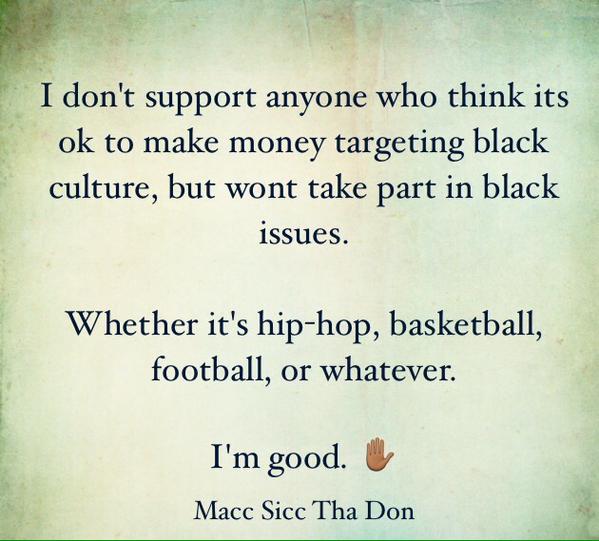 I don't support anyone who think its
ok to make money targeting black
culture, but wont take part in black
issues.
Whether it's hip-hop, basketball,
football, or whatever.
I'm good. 🤚🏾
Macc Sicc Tha Don